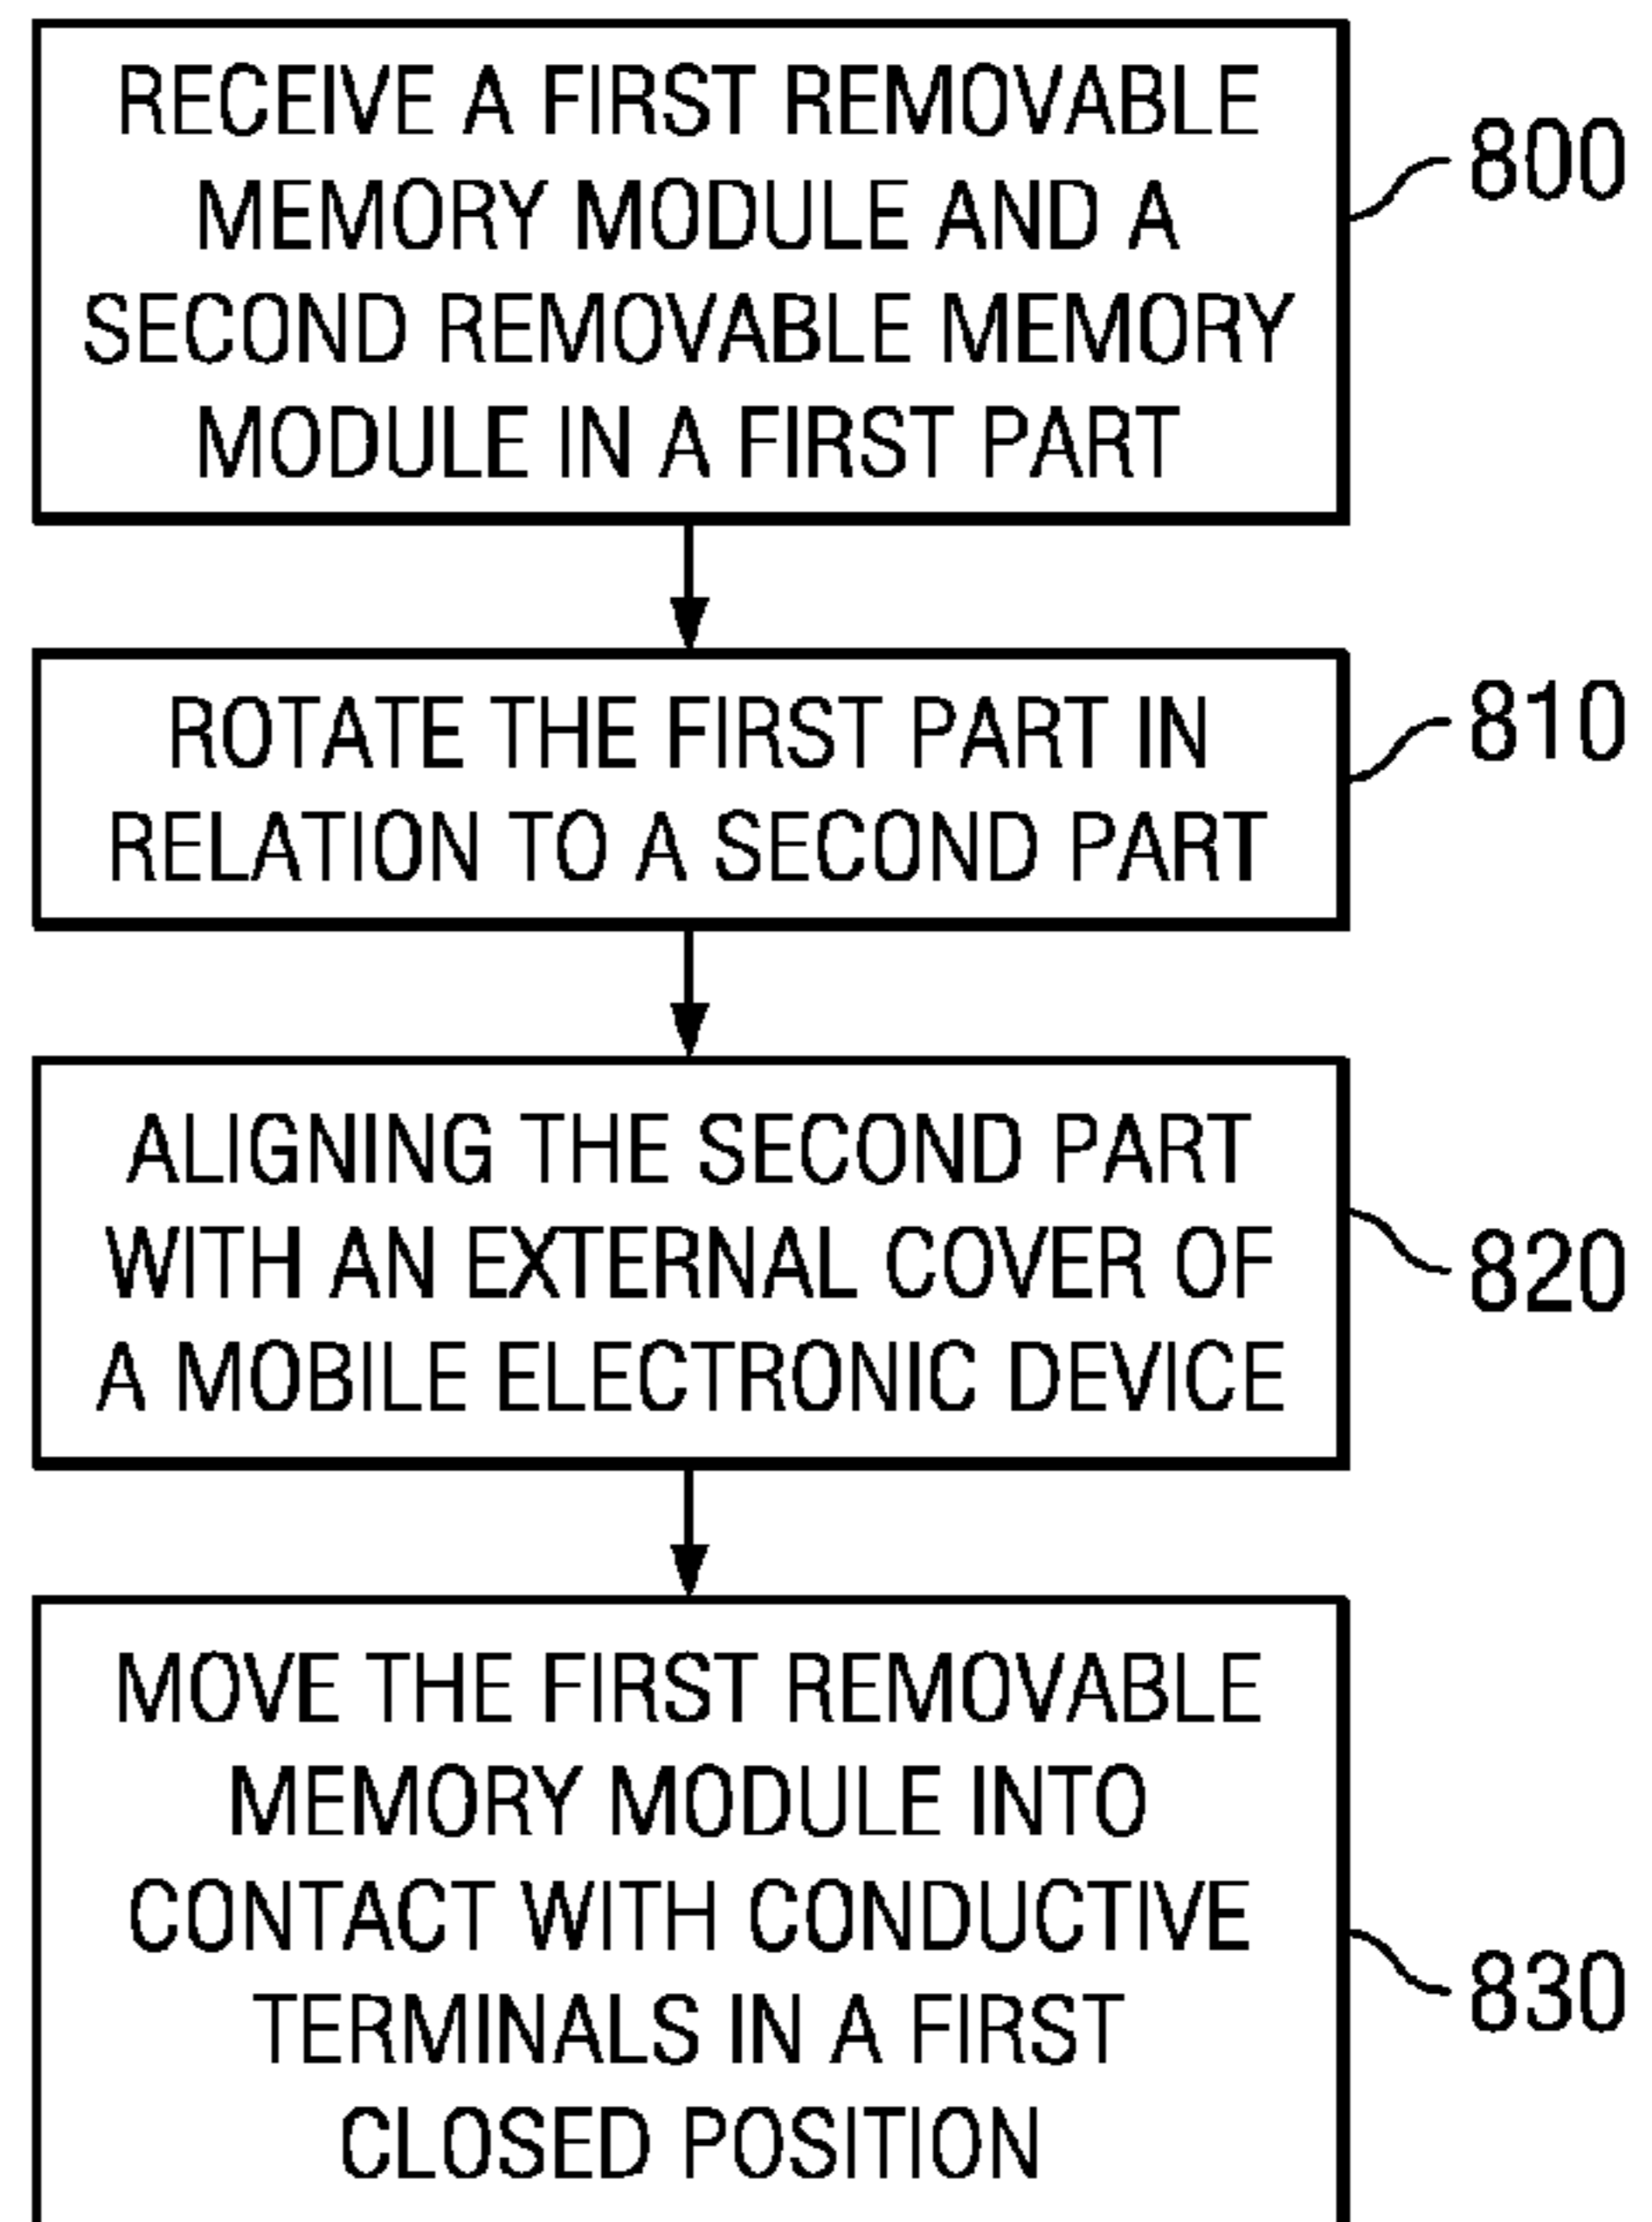 RECEIVE A FIRST REMOVABLE
MEMORY MODULE AND A
SECOND REMOVABLE MEMORY
MODULE IN A FIRST PART
800
ROTATE THE FIRST PART IN
RELATION TO A SECOND PART
810
ALIGNING THE SECOND PART
WITH AN EXTERNAL COVER OF
A MOBILE ELECTRONIC DEVICE
820
MOVE THE FIRST REMOVABLE
MEMORY MODULE INTO
CONTACT WITH CONDUCTIVE
TERMINALS IN A FIRST
CLOSED POSITION
830